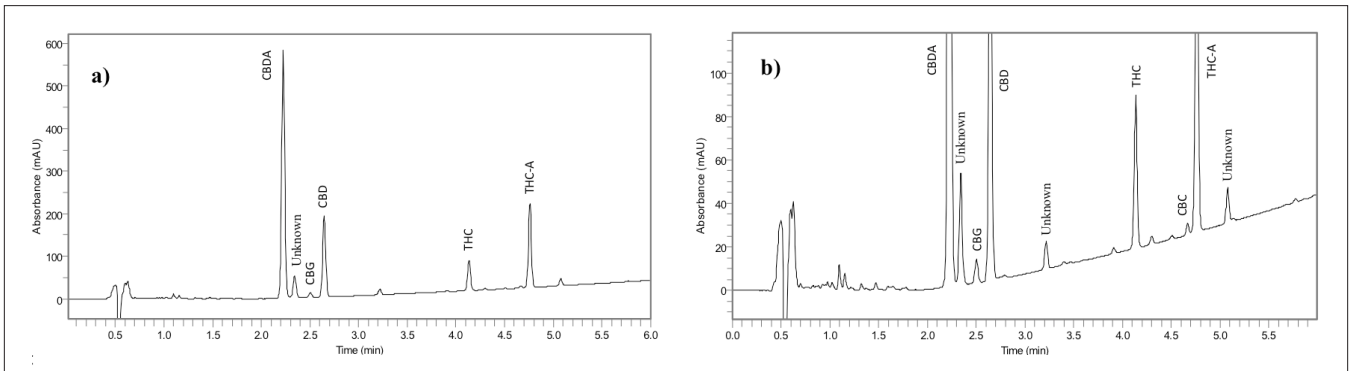 a)
600
500
400
300
200
100
0
Absorbance (mAU)
CBDA
Unknown
CBG
CBD
THC
THC-A
0.5 1.0 1.5 2.0 2.5 3.0 3.5 4.0 4.5 5.0 5.5 6.0
Time (min)
b)
100
80
60
40
20
0
Absorbance (mAU)
CBDA
Unknown
CBG
CBD
Unknown
THC
CBC
THC-A
Unknown
0.0 0.5 1.0 1.5 2.0 2.5 3.0 3.5 4.0 4.5 5.0 5.5
Time (min)